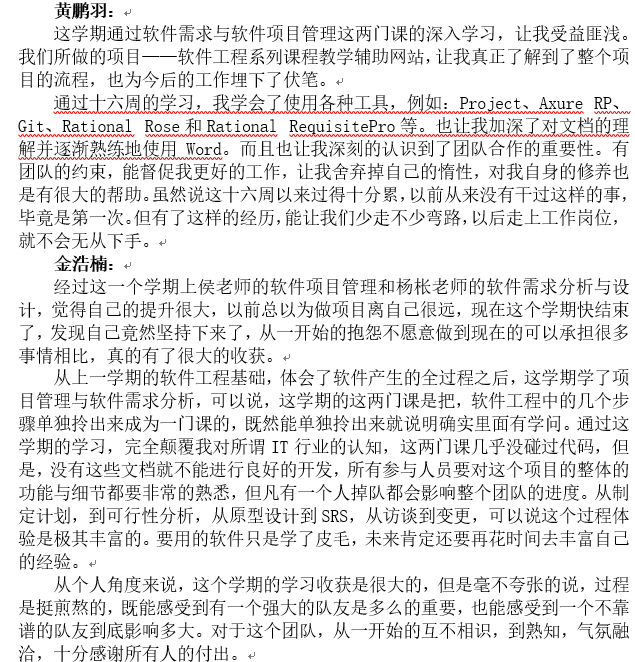 黄鹏羽：
这学期通过软件需求与软件项目管理这两门课的深入学习，让我受益匪浅。
我们所做的项目——软件工程系列课程教学辅助网站，让我真正了解到了整个项
目的流程，也为今后的工作埋下了伏笔。
通过十六周的学习，我学会了使用各种工具，例如：Project、Axure RP、
Git、Rational Rose和Rational RequisitePro等。也让我加深了对文档的理
解并逐渐熟练地使用 Word。而且也让我深刻的认识到了团队合作的重要性。有
团队的约束，能督促我更好的工作，让我舍弃掉自己的惰性，对我自身的修养也
是有很大的帮助。虽然说这十六周以来过得十分累，以前从来没有干过这样的事，
毕竟是第一次。但有了这样的经历，能让我们少走不少弯路，以后走上工作岗位，
就不会无从下手。
金浩楠：
经过这一个学期上侯老师的软件项目管理和杨枨老师的软件需求分析与设
计，觉得自己的提升很大，以前总以为做项目离自己很远，现在这个学期快结束
了，发现自己竟然坚持下来了，从一开始的抱怨不愿意做到现在的可以承担很多
事情相比，真的有了很大的收获。
从上一学期的软件工程基础，体会了软件产生的全过程之后，这学期学了项
目管理与软件需求分析，可以说，这学期的这两门课是把，软件工程中的几个步
骤单独拎出来成为一门课的，既然能单独拎出来就说明确实里面有学问。通过这
学期的学习，完全颠覆我对所谓 IT 行业的认知，这两门课几乎没碰过代码，但
是，没有这些文档就不能进行良好的开发，所有参与人员要对这个项目的整体的
功能与细节都要非常的熟悉，但凡有一个人掉队都会影响整个团队的进度。从制
定计划，到可行性分析，从原型设计到SRS，从访谈到变更，可以说这个过程体
验是极其丰富的。要用的软件只是学了皮毛，未来肯定还要再花时间去丰富自己
的经验。
从个人角度来说，这个学期的学习收获是很大的，但是毫不夸张的说，过程
是挺煎熬的，既能感受到有一个强大的队友是多么的重要，也能感受到一个不靠
谱的队友到底影响多大。对于这个团队，从一开始的互不相识，到熟知，气氛融
洽，十分感谢所有人的付出。